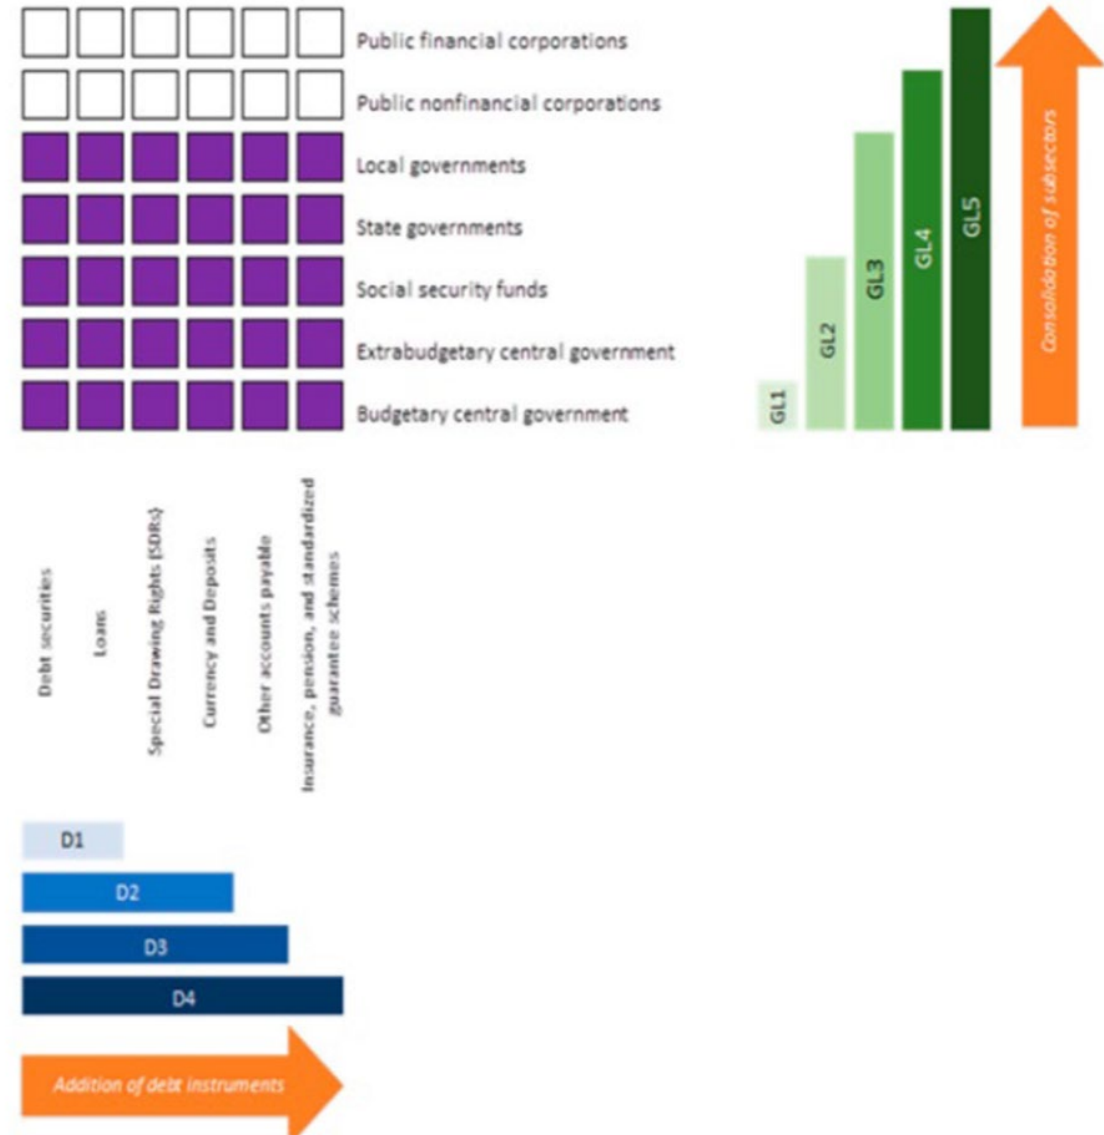 Public financial corporations
Public nonfinancial corporations
Local governments
State governments
Social security funds
Extrabudgetary central government
Budgetary central government
GL1
GL2
GL3
GL4
GL5
Consolidation of subsectors
Debt securities
Loans
Special Drawing Rights (SDRs)
Currency and Deposits
Other accounts payable
Insurance, pension, and standardized
guarantee schemes
D1
D2
D3
D4
Addition of debt instruments